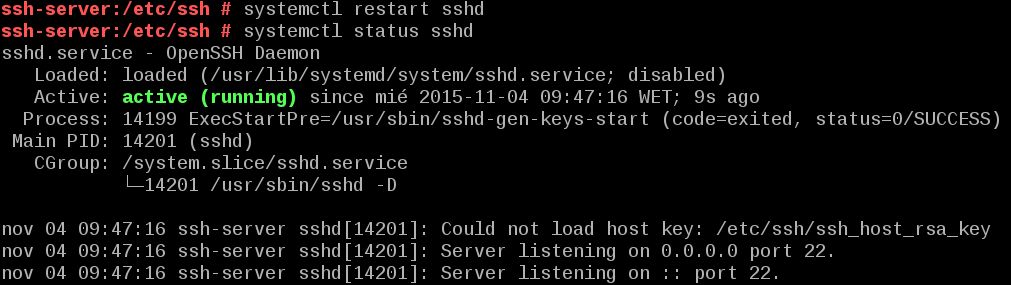 ssh-server:/etc/ssh # systemctl restart sshd
ssh-server:/etc/ssh # systemctl status sshd
sshd.service - OpenSSH Daemon
   Loaded: loaded (/usr/lib/systemd/system/sshd.service; disabled)
   Active: active (running) since mié 2015-11-04 09:47:16 WET; 9s ago
  Process: 14199 ExecStartPre=/usr/sbin/sshd-gen-keys-start (code=exited, status=0/SUCCESS)
 Main PID: 14201 (sshd)
   CGroup: /system.slice/sshd.service
           └─14201 /usr/sbin/sshd -D

nov 04 09:47:16 ssh-server sshd[14201]: Could not load host key: /etc/ssh/ssh_host_rsa_key
nov 04 09:47:16 ssh-server sshd[14201]: Server listening on 0.0.0.0 port 22.
nov 04 09:47:16 ssh-server sshd[14201]: Server listening on :: port 22.